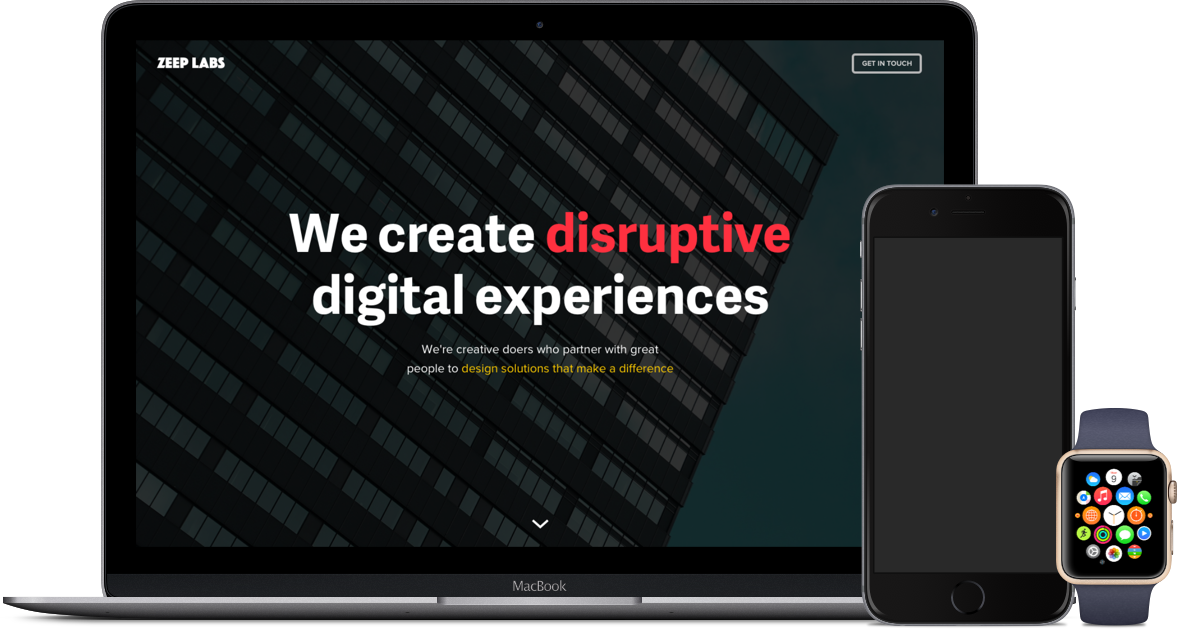 ZEEP LABS
GET IN TOUCH
We create disruptive
digital experiences
We're creative doers who partner with great
people to design solutions that make a difference
MacBook
9